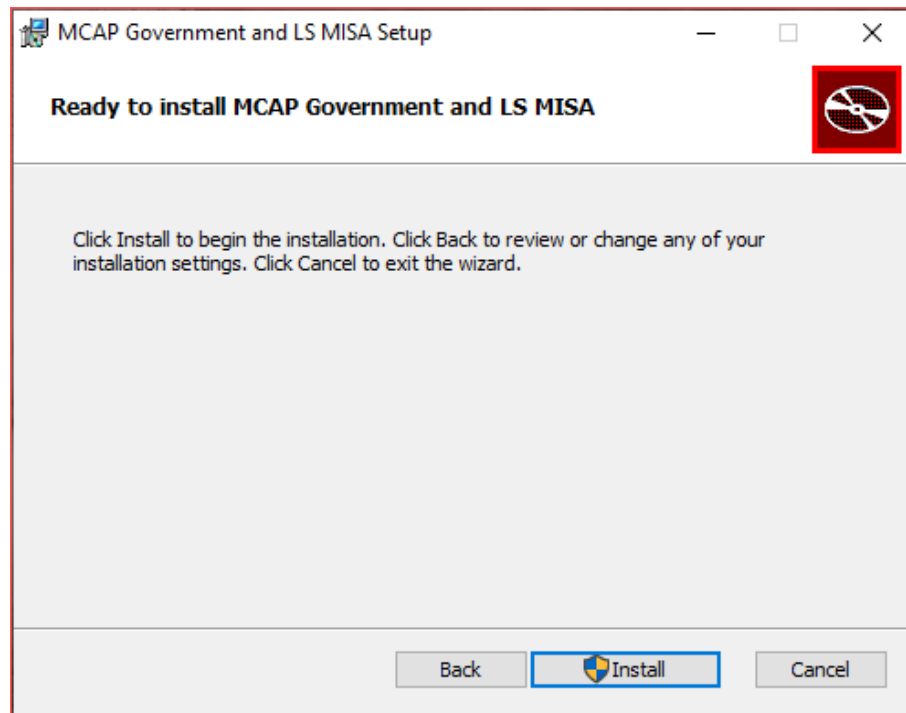 MCAP Government and LS MISA Setup
Ready to install MCAP Government and LS MISA
Click Install to begin the installation. Click Back to review or change any of your
installation settings. Click Cancel to exit the wizard.
Back
Install
Cancel